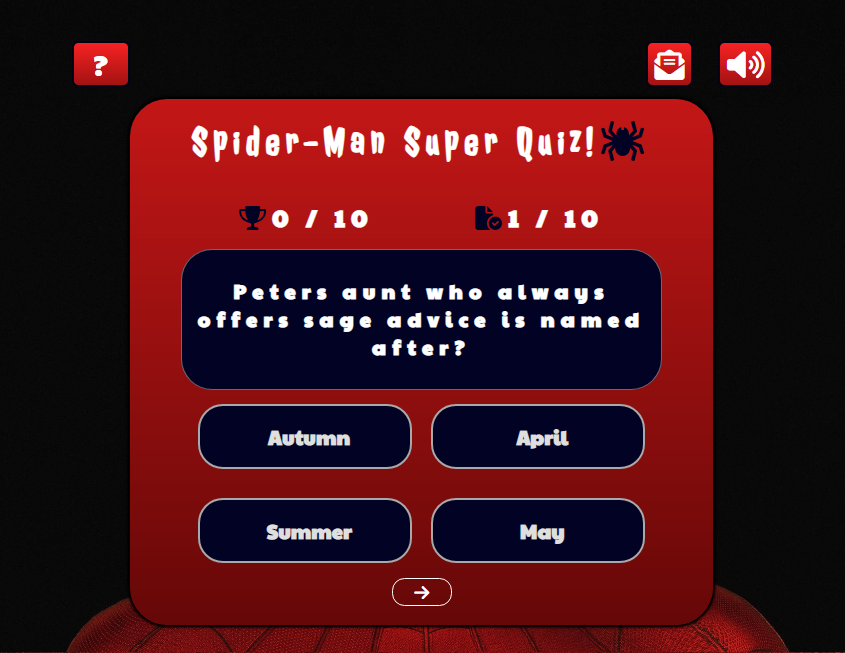 ?
Spider-Man Super Quiz!
0 / 10 1 / 10
Peters aunt who always
offers sage advice is named
after?
Autumn April
Summer May